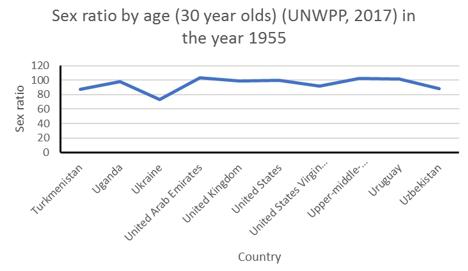 Sex ratio by age (30 year olds) (UNWPP, 2017) in
the year 1955
Sex ratio
120
100
80
60
40
20
0
Turkmenistan
Uganda
Ukraine
United Arab Emirates
United Kingdom
United States
United States Virgin…
Upper-middle-…
Uruguay
Uzbekistan
Country